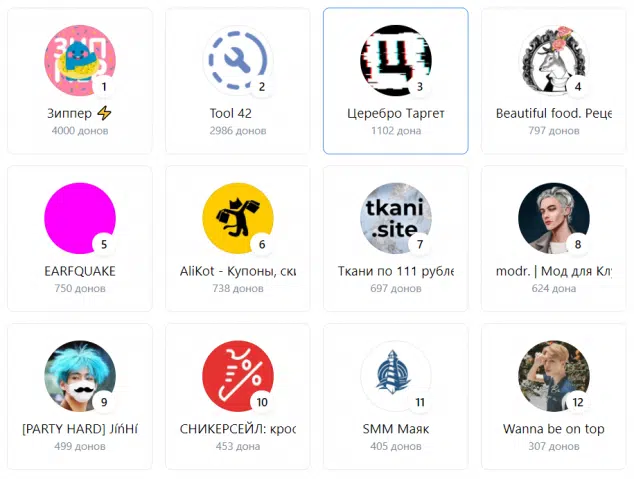 ЗИП
1
Зиппер ⚡
4000 донов
2
Tool 42
2986 донов
Ц
3
Церебро Таргет
1102 дона
4
Beautiful food. Реце
797 донов
5
EARFQUAKE
750 донов
6
AliKot - Купоны, ски
738 донов
tkani
.site
7
Ткани по 111 рубле
697 донов
8
modr. | Мод для Клу
624 дона
9
[PARTY HARD] JíńHí
499 донов
%
10
СНИКЕРСЕЙЛ: крос
453 дона
11
SMM Маяк
405 донов
12
Wanna be on top
307 донов